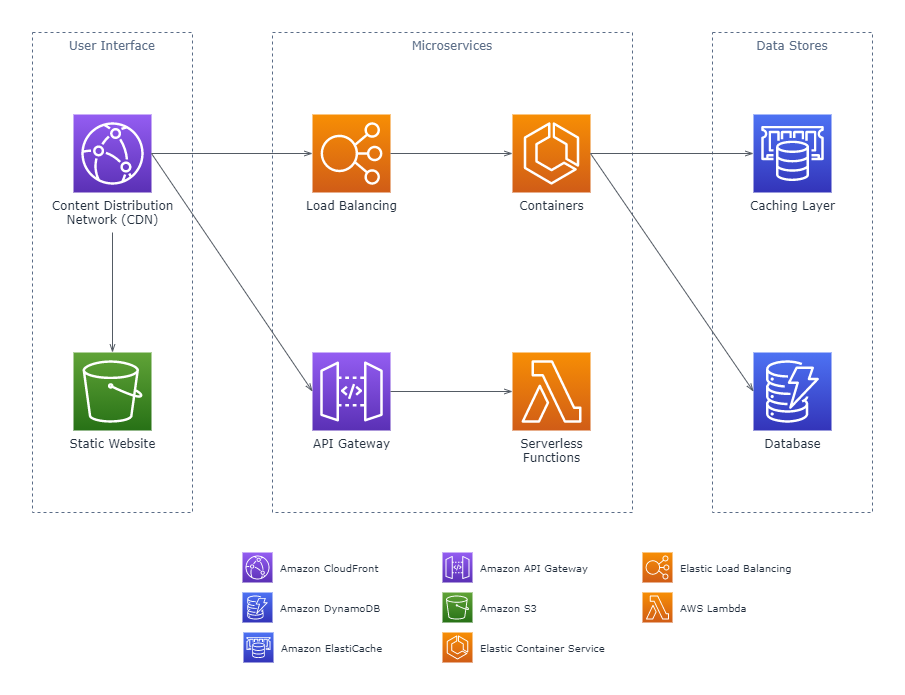 User Interface
Microservices
Data Stores
Content Distribution
Network (CDN)
Load Balancing
Containers
Caching Layer
Static Website
API Gateway
Serverless
Functions
Database
Amazon CloudFront
Amazon API Gateway
Elastic Load Balancing
Amazon DynamoDB
Amazon S3
AWS Lambda
Amazon ElastiCache
Elastic Container Service